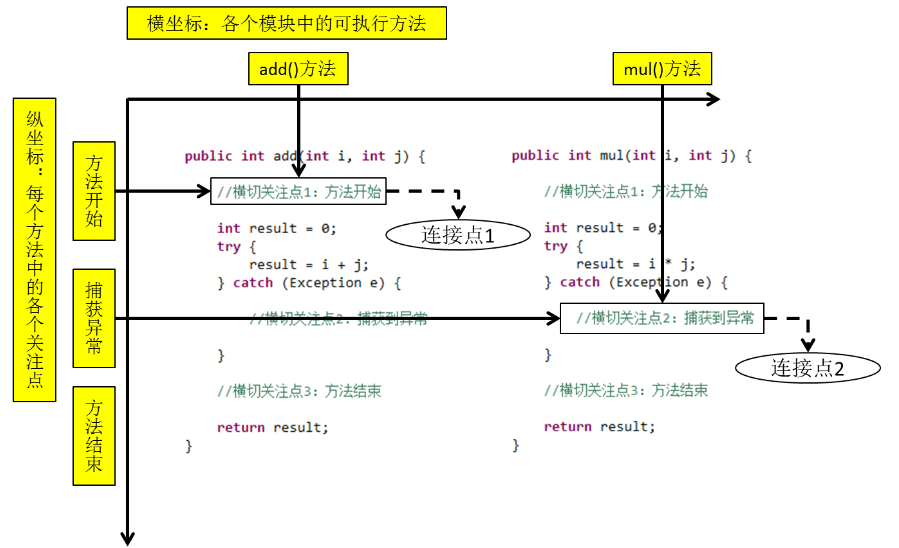 横坐标：各个模块中的可执行方法
add()方法
mul()方法
纵坐标：每个方法中的各个关注点
方法开始
捕获异常
方法结束
public int add(int i, int j) {
//横切关注点1：方法开始
连接点1
int result = 0;
try {
result = i + j;
} catch (Exception e) {
//横切关注点2：捕获到异常
}
//横切关注点3：方法结束
return result;
}
public int mul(int i, int j) {
//横切关注点1：方法开始
int result = 0;
try {
result = i * j;
} catch (Exception e) {
//横切关注点2：捕获到异常
连接点2
}
//横切关注点3：方法结束
return result;
}